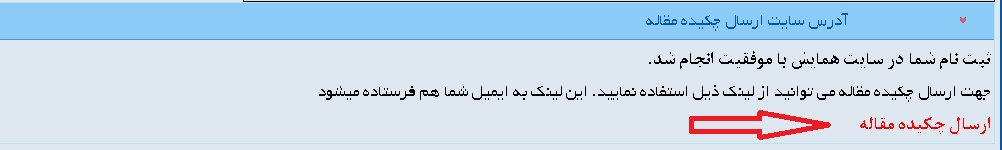 آدرس سایت ارسال چکیده مقاله
ثبت نام شما در سایت همایش با موفقیت انجام شد.
جهت ارسال چکیده مقاله می توانید از لینک ذیل استفاده نمایید. این لینک به ایمیل شما هم فرستاده میشود
ارسال چکیده مقاله